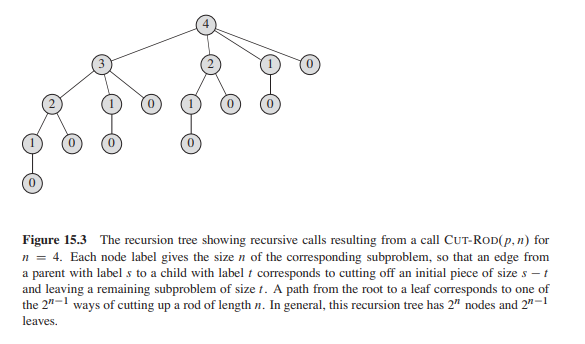 4
3 2 1 0
2 1 0 1 0 0
1 0 0 0
0
Figure 15.3 The recursion tree showing recursive calls resulting from a call CUT-ROD(p, n) for
n = 4. Each node label gives the size n of the corresponding subproblem, so that an edge from
a parent with label s to a child with label t corresponds to cutting off an initial piece of size s − t
and leaving a remaining subproblem of size t. A path from the root to a leaf corresponds to one of
the 2ⁿ⁻¹ ways of cutting up a rod of length n. In general, this recursion tree has 2ⁿ nodes and 2ⁿ⁻¹
leaves.